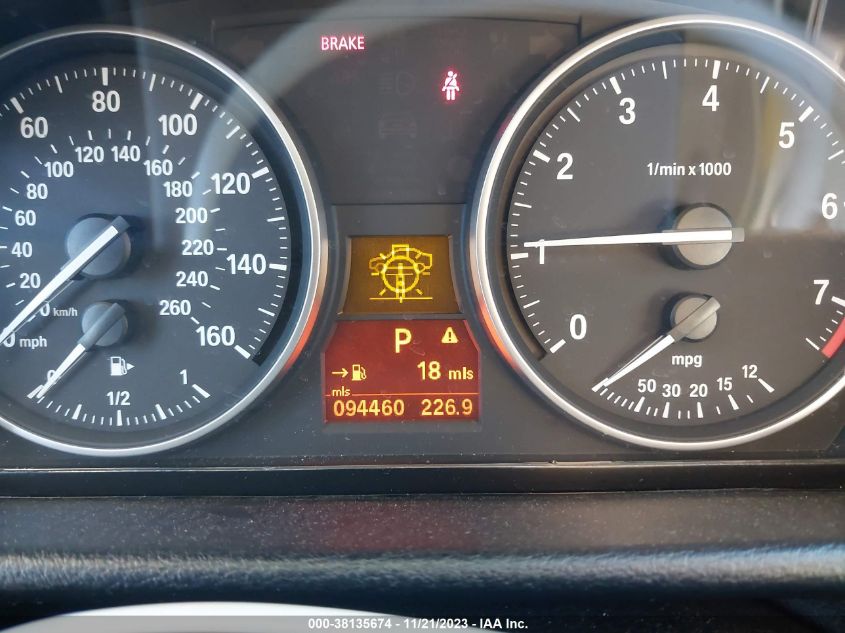 BRAKE
60 80 100 120 140 160
mph
20 40 60 80 100 120 140 160 180 200 220 240 260
km/h
0 1/2 1
0 1 2 3 4 5 6 7
1/min x 1000
mpg
50 30 20 15 12
P
18 mls
mls
094460 226.9
000-38135674 - 11/21/2023 - IAA Inc.